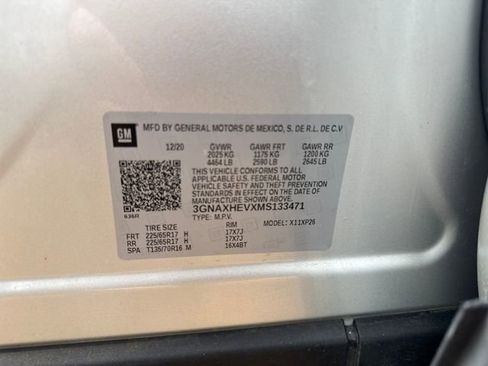 GM
MFD BY GENERAL MOTORS DE MEXICO, S. DE R.L. DE C.V
12/20 GVWR GAWR FRT GAWR RR
2025 KG 1175 KG 1200 KG
4464 LB 2590 LB 2645 LB
THIS VEHICLE CONFORMS TO ALL
APPLICABLE U.S. FEDERAL MOTOR
VEHICLE SAFETY AND THEFT PREVENTION
STANDARDS IN EFFECT ON THE DATE OF
MANUFACTURE SHOWN ABOVE.
3GNAXHEVXMS133471
TYPE: M.P.V. MODEL: X11XP26
TIRE SIZE RIM
FRT 225/65R17 H 17X7J
RR 225/65R17 H 17X7J
SPA T135/70R16 M 16X4BT